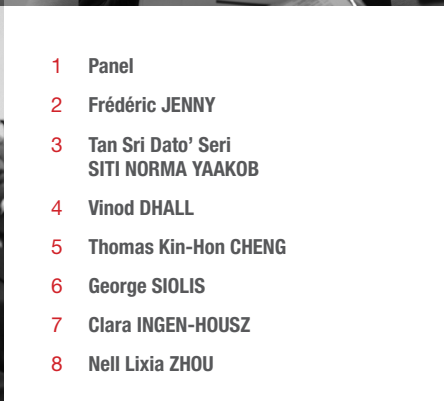 1 Panel
2 Frédéric JENNY
3 Tan Sri Dato’ Seri
SITI NORMA YAAKOB
4 Vinod DHALL
5 Thomas Kin-Hon CHENG
6 George SIOLIS
7 Clara INGEN-HOUSZ
8 Nell Lixia ZHOU